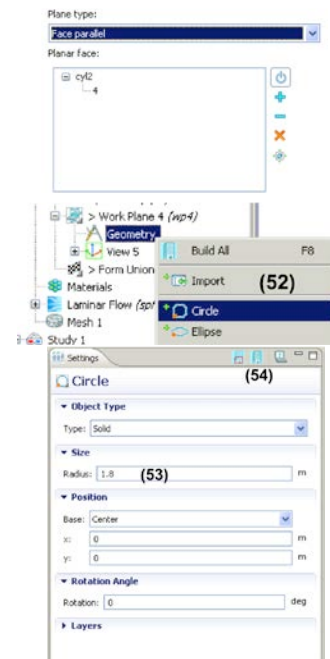 Plane type:
Face parallel
Planar face:
cyl2
4
> Work Plane 4 (wp4)
Geometry
View 5
> Form Union
Materials
Laminar Flow (spf
Mesh 1
Study 1
Build All F8
Import (52)
Circle
Ellipse
Settings
(54)
Circle
Object Type
Type: Solid
Size
Radius: 1.8 (53) m
Position
Base: Center
x: 0 m
y: 0 m
Rotation Angle
Rotation: 0 deg
Layers